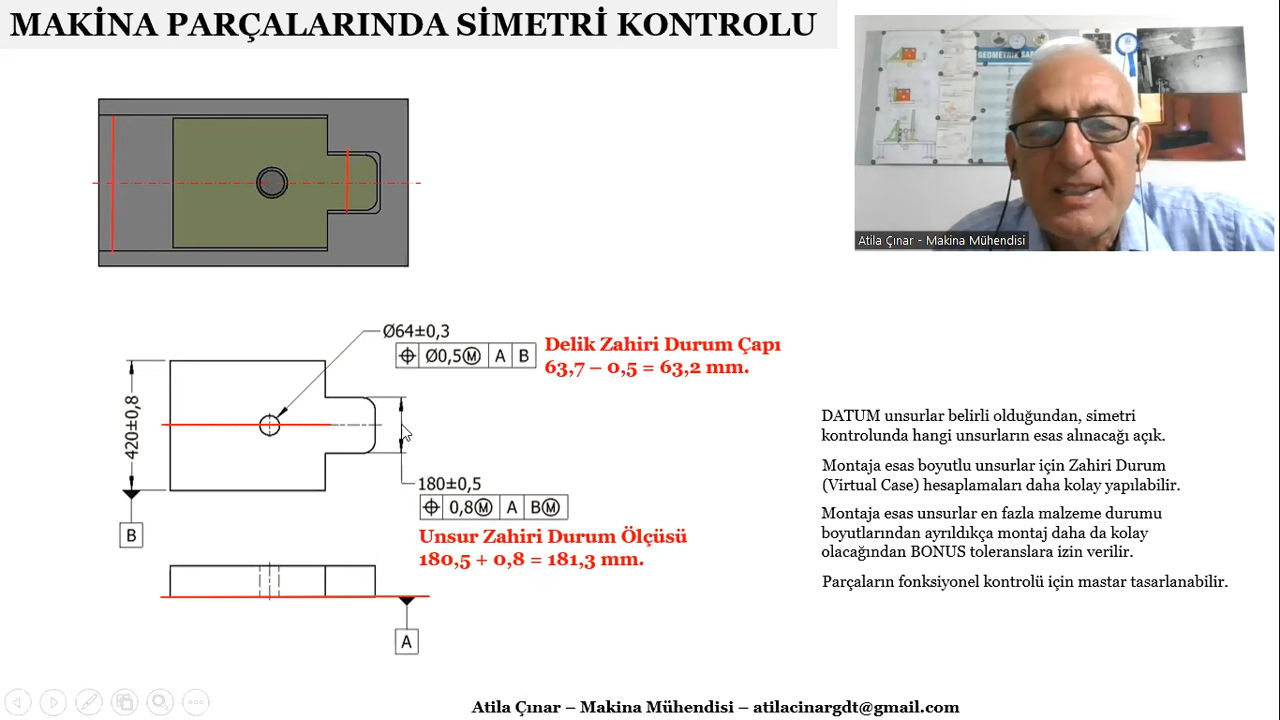 MAKİNA PARÇALARINDA SİMETRİ KONTROLU
GEOMETRİK
Atila Çınar - Makina Mühendisi
Ø64±0,3
⌖ Ø0,5Ⓜ A B
Delik Zahiri Durum Çapı
63,7 – 0,5 = 63,2 mm.
420±0,8
B
180±0,5
⌖ 0,8Ⓜ A BⓂ
Unsur Zahiri Durum Ölçüsü
180,5 + 0,8 = 181,3 mm.
A
DATUM unsurlar belirli olduğundan, simetri
kontrolunda hangi unsurların esas alınacağı açık.
Montaja esas boyutlu unsurlar için Zahiri Durum
(Virtual Case) hesaplamaları daha kolay yapılabilir.
Montaja esas unsurlar en fazla malzeme durumu
boyutlarından ayrıldıkça montaj daha da kolay
olacağından BONUS toleranslara izin verilir.
Parçaların fonksiyonel kontrolü için mastar tasarlanabilir.
Atila Çınar – Makina Mühendisi – atilacinargdt@gmail.com